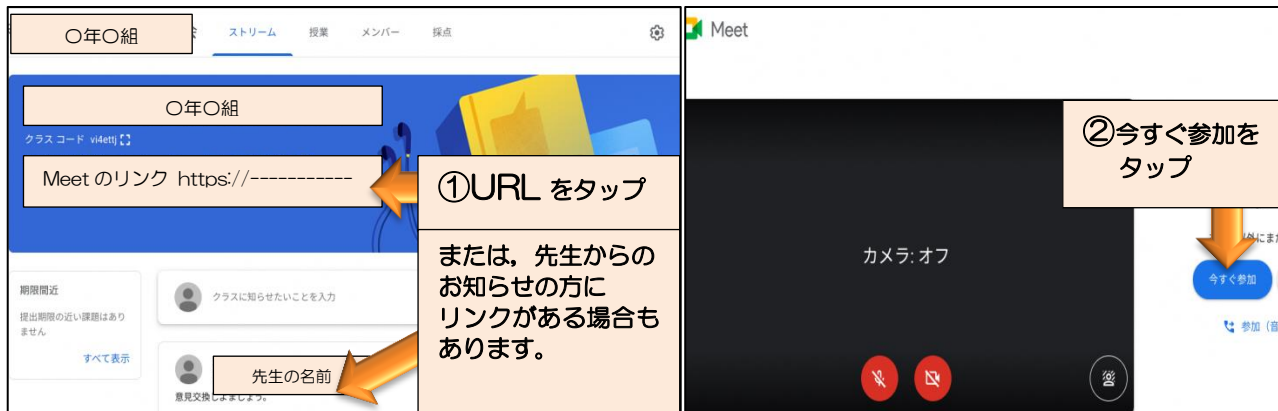 〇年〇組
ストリーム 授業 メンバー 採点
〇年〇組
クラス コード vi4ettj
Meet のリンク https://-----------
①URL をタップ
または，先生からの
お知らせの方に
リンクがある場合も
あります。
期限間近
提出期限の近い課題はあり
ません
すべて表示
クラスに知らせたいことを入力
先生の名前
意見交換しましょう。
Meet
②今すぐ参加を
タップ
カメラ: オフ
今すぐ参加
参加（音